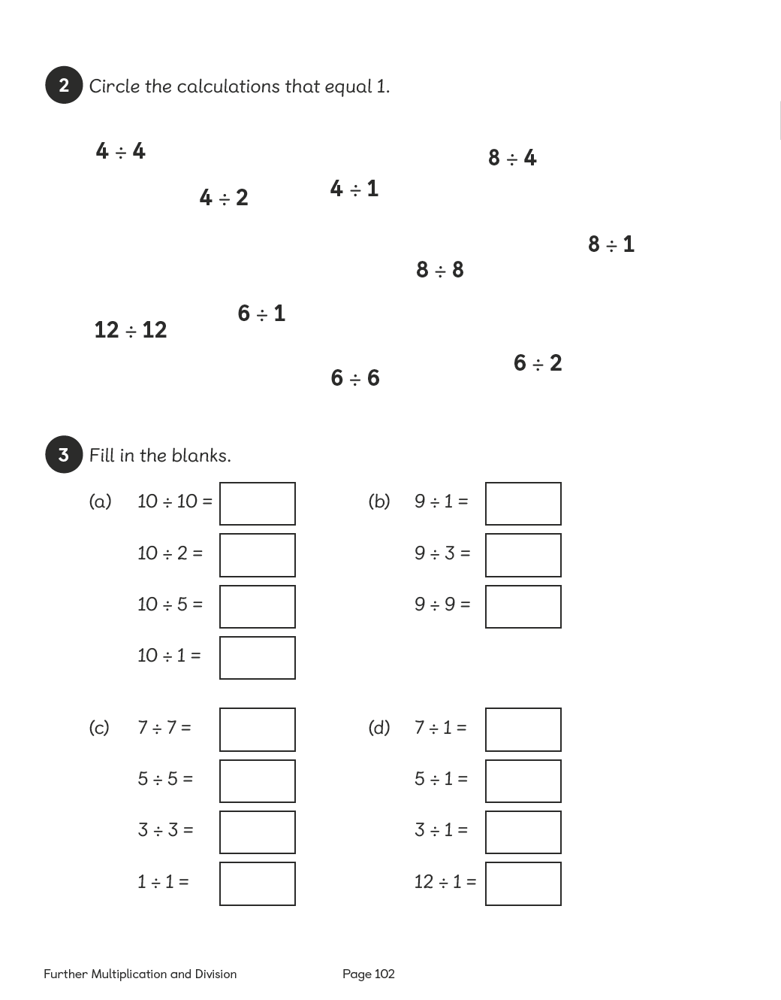 2 Circle the calculations that equal 1.
4 ÷ 4
8 ÷ 4
4 ÷ 2
4 ÷ 1
8 ÷ 1
8 ÷ 8
6 ÷ 1
12 ÷ 12
6 ÷ 2
6 ÷ 6
3 Fill in the blanks.
(a) 10 ÷ 10 =
10 ÷ 2 =
10 ÷ 5 =
10 ÷ 1 =
(b) 9 ÷ 1 =
9 ÷ 3 =
9 ÷ 9 =
(c) 7 ÷ 7 =
5 ÷ 5 =
3 ÷ 3 =
1 ÷ 1 =
(d) 7 ÷ 1 =
5 ÷ 1 =
3 ÷ 1 =
12 ÷ 1 =
Further Multiplication and Division
Page 102